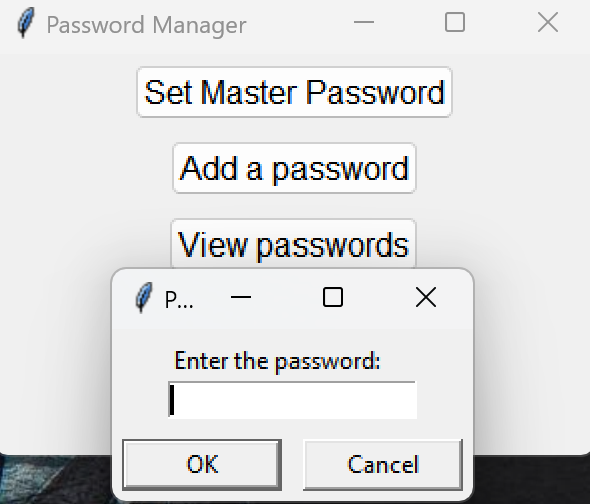 Password Manager
Set Master Password
Add a password
View passwords
P...
Enter the password:
OK
Cancel